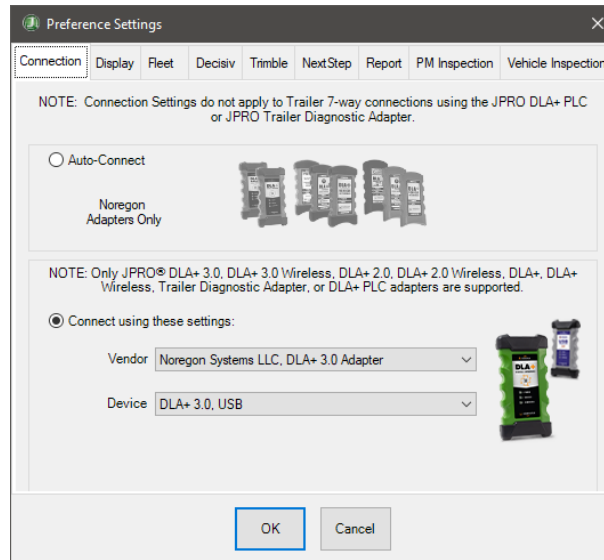 Preference Settings
Connection Display Fleet Decisiv Trimble NextStep Report PM Inspection Vehicle Inspection
NOTE: Connection Settings do not apply to Trailer 7-way connections using the JPRO DLA+ PLC
or JPRO Trailer Diagnostic Adapter.
Auto-Connect
Noregon
Adapters Only
NOTE: Only JPRO® DLA+ 3.0, DLA+ 3.0 Wireless, DLA+ 2.0, DLA+ 2.0 Wireless, DLA+, DLA+
Wireless, Trailer Diagnostic Adapter, or DLA+ PLC adapters are supported.
Connect using these settings:
Vendor Noregon Systems LLC, DLA+ 3.0 Adapter
Device DLA+ 3.0, USB
DLA+
OK Cancel